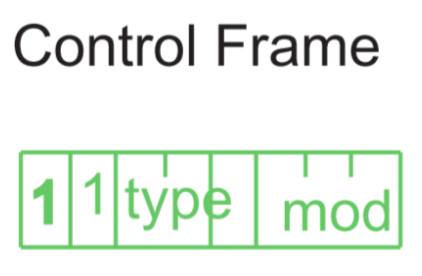 Control Frame
1 1 type mod